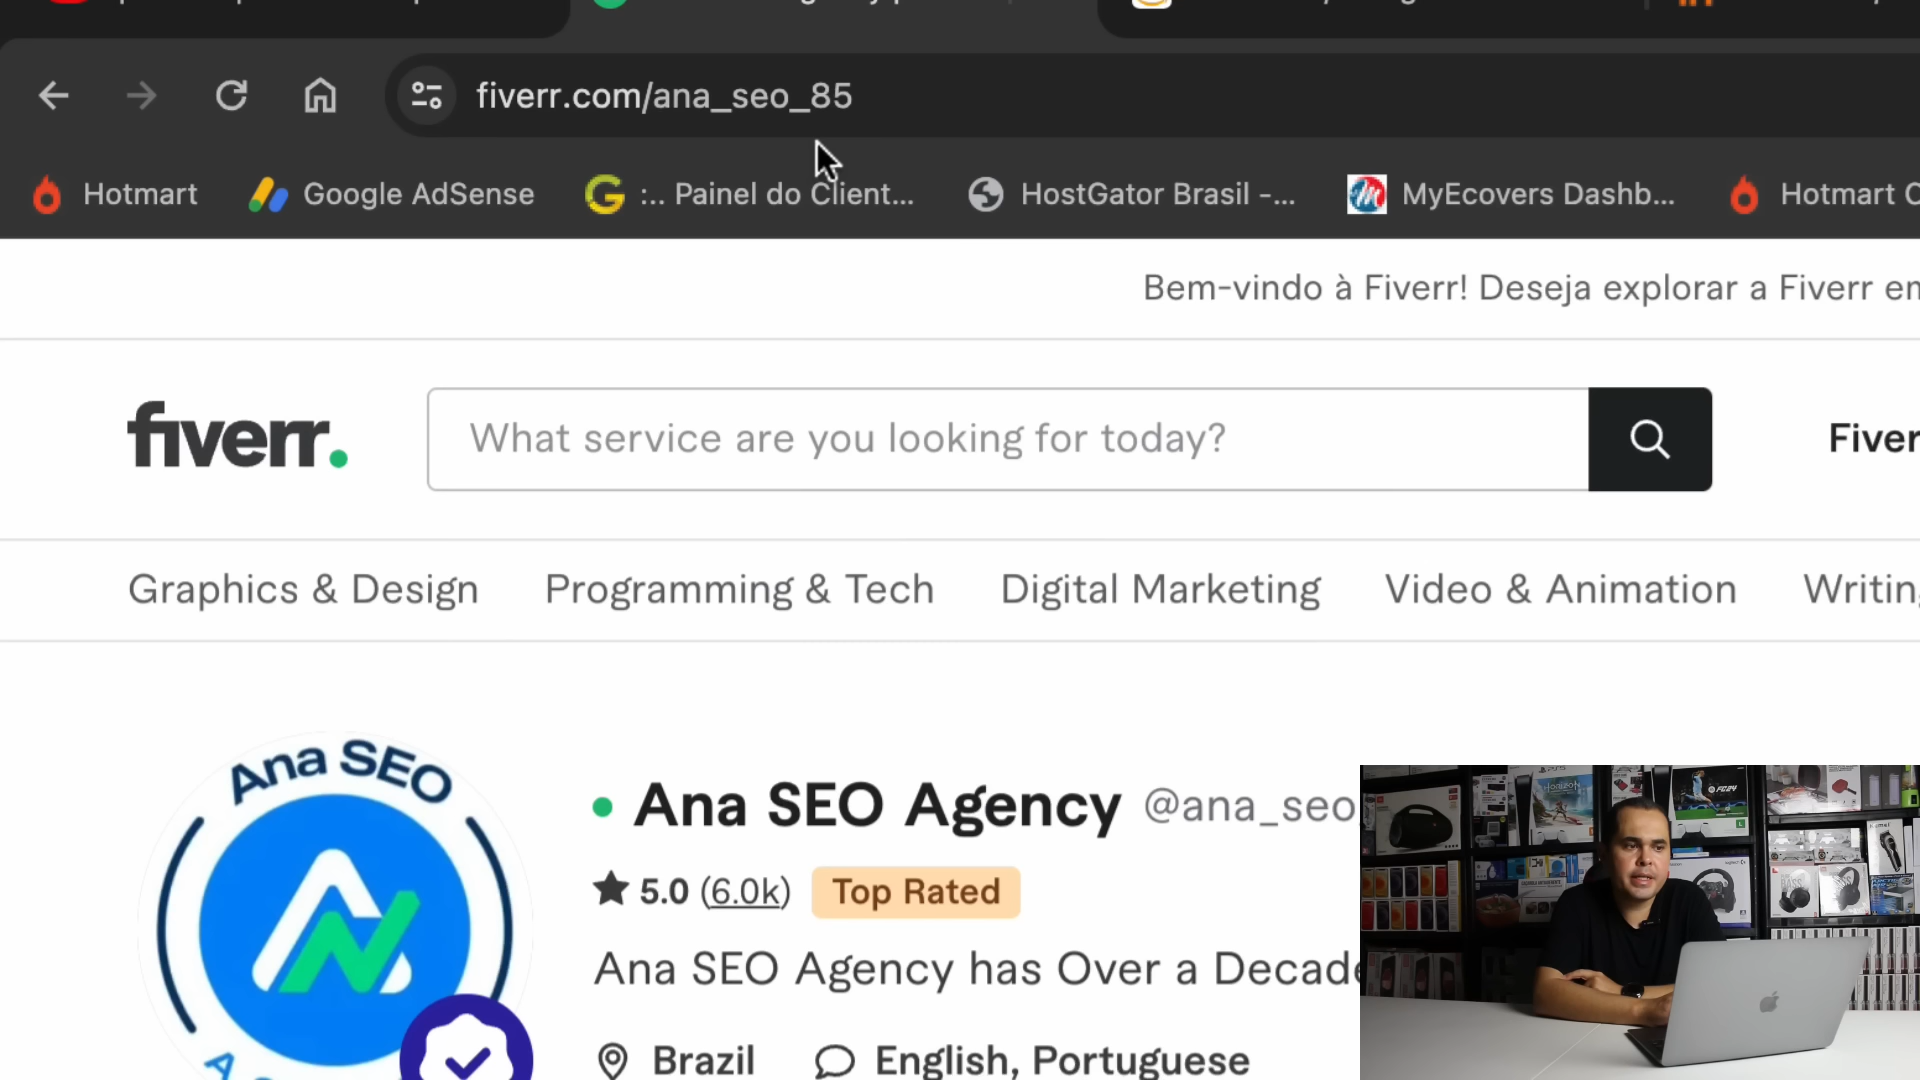 fiverr.com/ana_seo_85
Hotmart Google AdSense :.. Painel do Client... HostGator Brasil -... MyEcovers Dashb... Hotmart
Bem-vindo à Fiverr! Deseja explorar a Fiverr
fiverr. What service are you looking for today? Fiver
Graphics & Design Programming & Tech Digital Marketing Video & Animation Writin
Ana SEO
Ana SEO Agency @ana_seo
5.0 (6.0k) Top Rated
Ana SEO Agency has Over a Decade
Brazil English, Portuguese